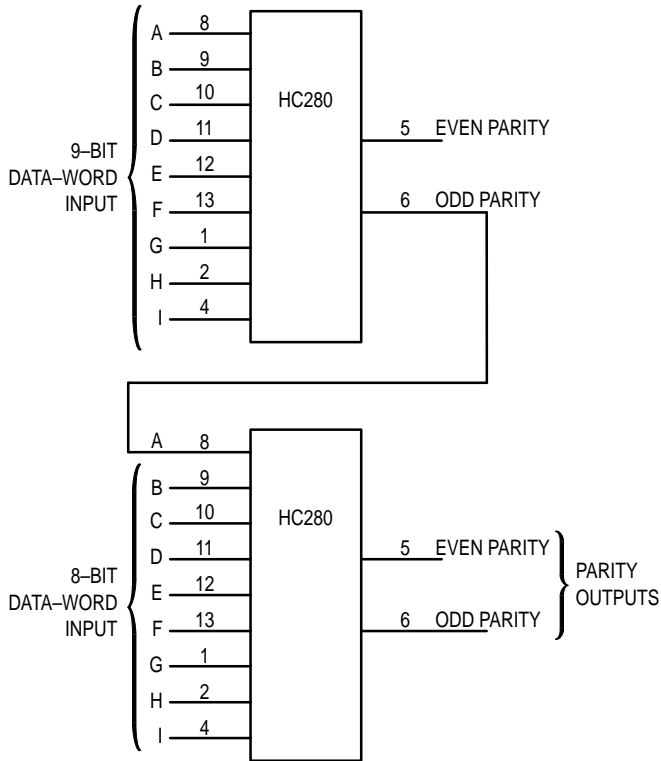 A 8
B 9
C 10
D 11
E 12
F 13
G 1
H 2
I 4
9–BIT
DATA–WORD
INPUT
HC280
5 EVEN PARITY
6 ODD PARITY
A 8
B 9
C 10
D 11
E 12
F 13
G 1
H 2
I 4
8–BIT
DATA–WORD
INPUT
HC280
5 EVEN PARITY
6 ODD PARITY
PARITY
OUTPUTS